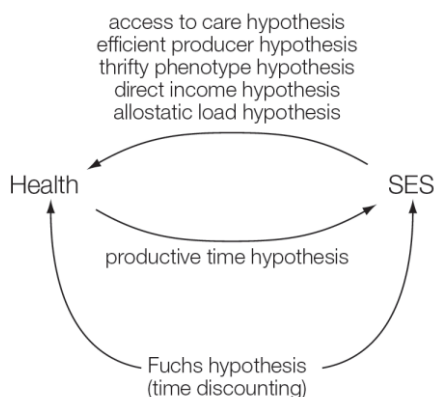 access to care hypothesis
efficient producer hypothesis
thrifty phenotype hypothesis
direct income hypothesis
allostatic load hypothesis
Health
SES
productive time hypothesis
Fuchs hypothesis
(time discounting)